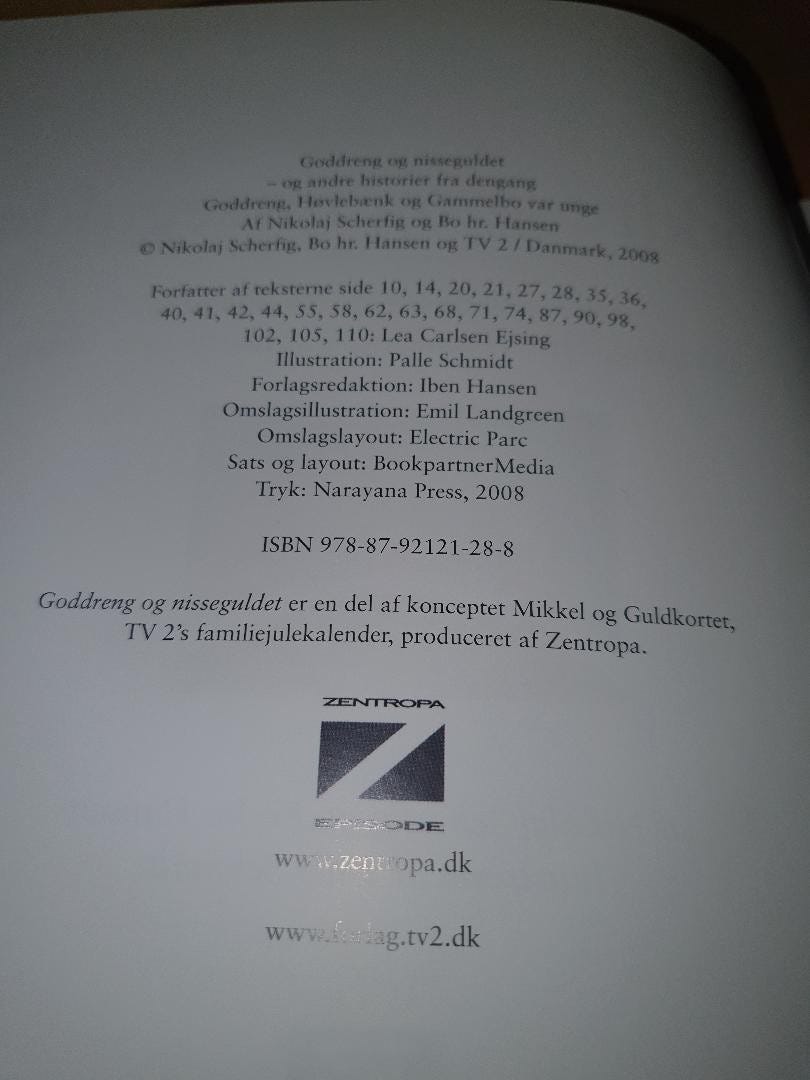 Goddreng og nisseguldet
– og andre historier fra dengang
Goddreng, Høvlebænk og Gammelbo var unge
Af Nikolaj Scherfig og Bo hr. Hansen
© Nikolaj Scherfig, Bo hr. Hansen og TV 2 / Danmark, 2008
Forfatter af teksterne side 10, 14, 20, 21, 27, 28, 35, 36,
40, 41, 42, 44, 55, 58, 62, 63, 68, 71, 74, 87, 90, 98,
102, 105, 110: Lea Carlsen Ejsing
Illustration: Palle Schmidt
Forlagsredaktion: Iben Hansen
Omslagsillustration: Emil Landgreen
Omslagslayout: Electric Parc
Sats og layout: BookpartnerMedia
Tryk: Narayana Press, 2008
ISBN 978-87-92121-28-8
Goddreng og nisseguldet er en del af konceptet Mikkel og Guldkortet,
TV 2's familiejulekalender, produceret af Zentropa.
ZENTROPA
EPISODE
www.zentropa.dk
www.forlag.tv2.dk